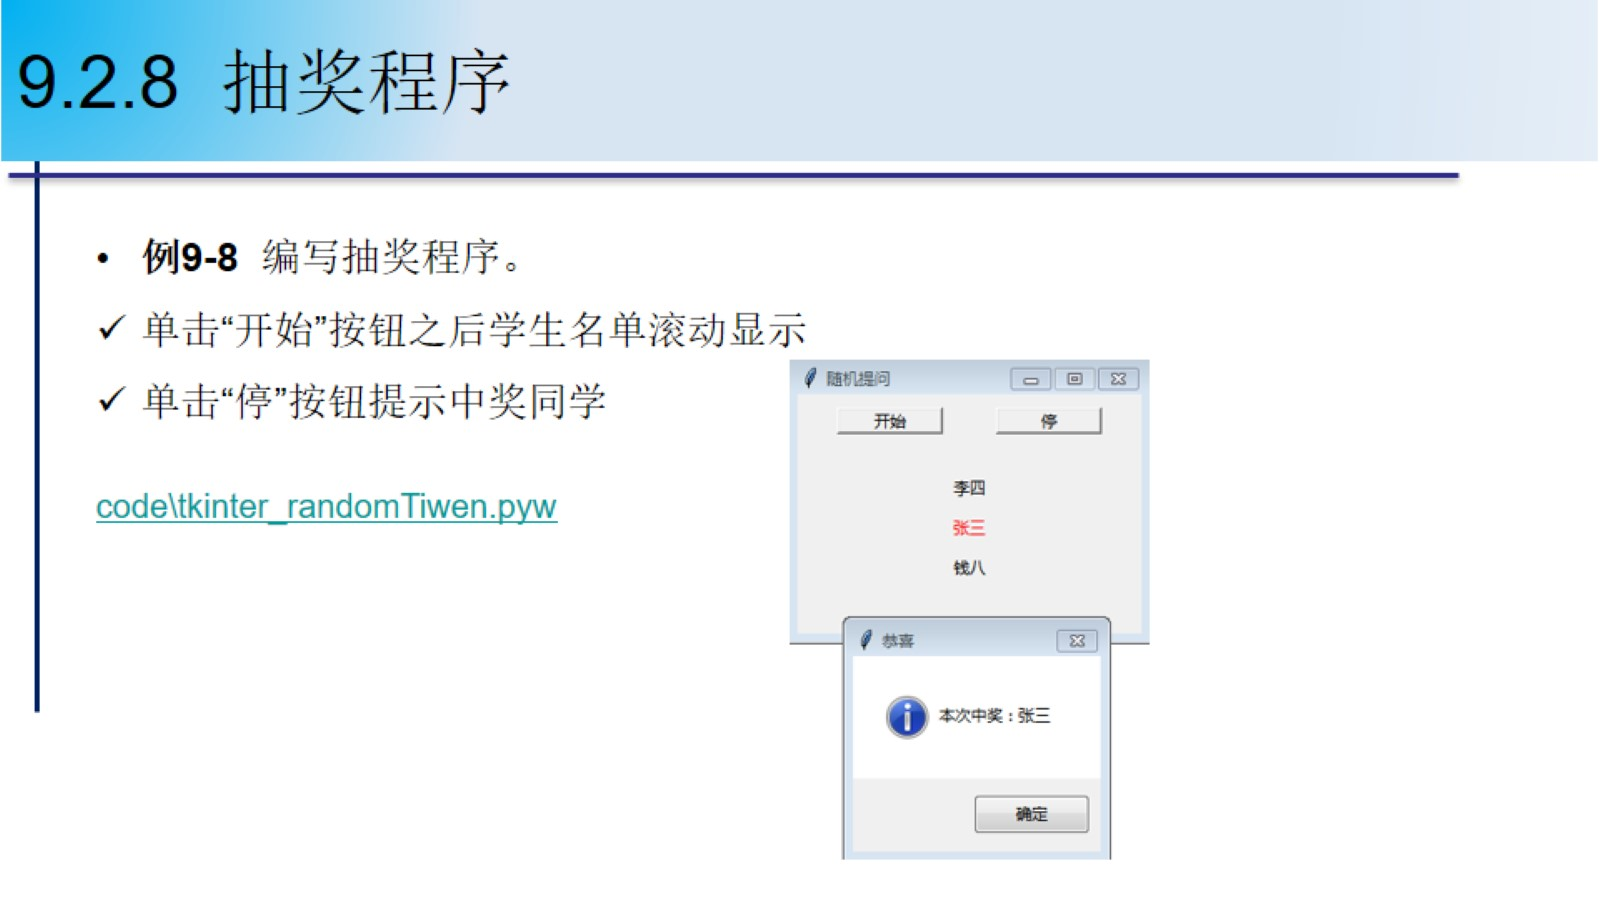 9.2.8 抽奖程序
• 例9-8 编写抽奖程序。
✓ 单击“开始”按钮之后学生名单滚动显示
✓ 单击“停”按钮提示中奖同学
code\tkinter_randomTiwen.pyw
随机提问
开始 停
李四
张三
钱八
恭喜
本次中奖：张三
确定